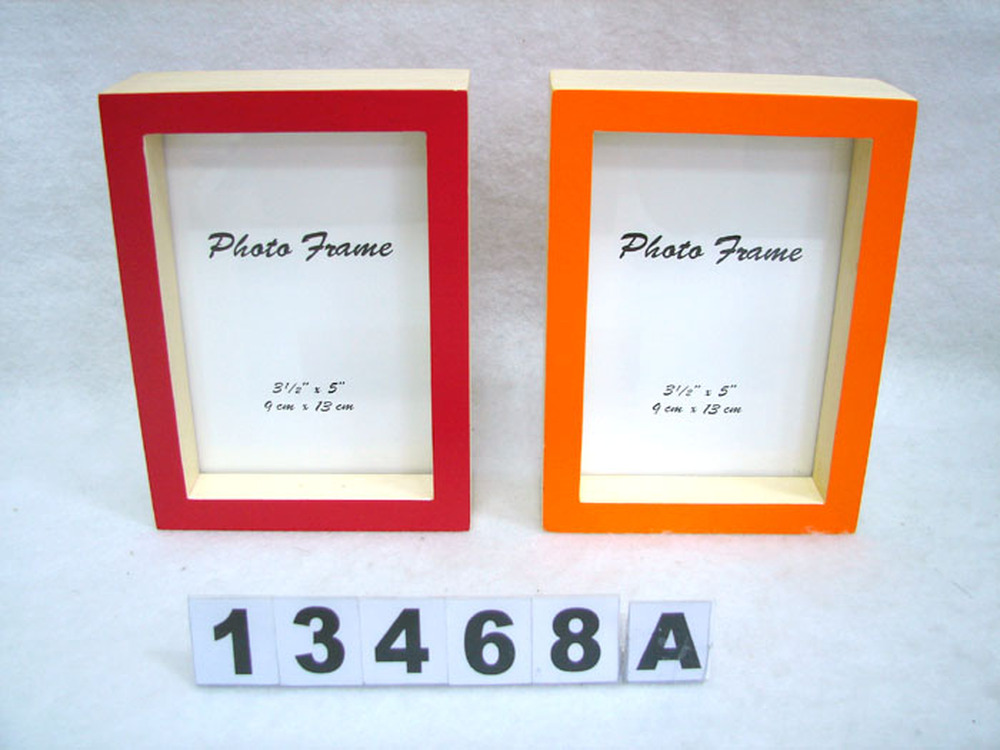 Photo Frame
3½" x 5"
9 cm x 13 cm
Photo Frame
3½" x 5"
9 cm x 13 cm
13468A